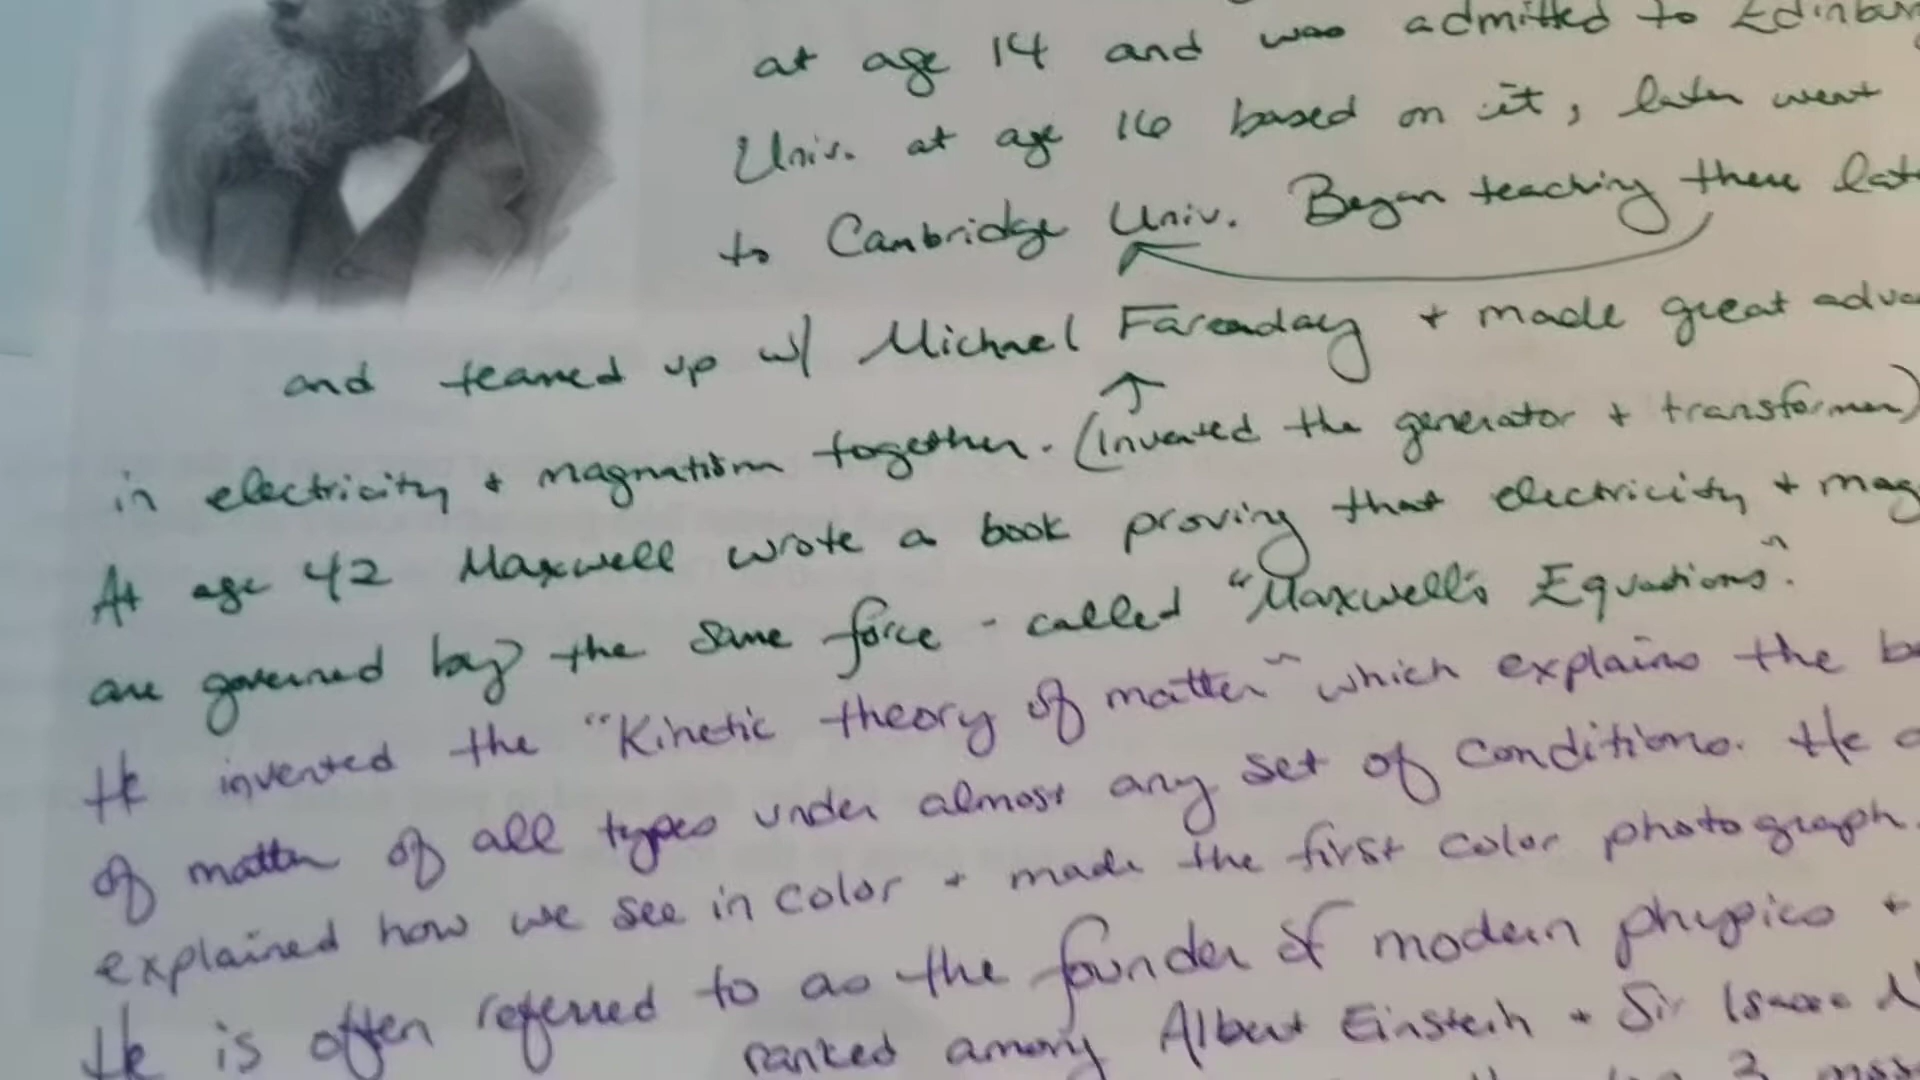 at age 14 and was admitted to Edinbur
Univ. at age 16 based on it, later went
to Cambridge Univ. Began teaching there lat
and teamed up w/ Michael Fareaday + made great adva
in electricity + magnatism together. (Invented the generator + transformer)
At age 42 Maxwell wrote a book proving that electricity + mag
are governed by the same force - called "Maxwell's Equations".
He invented the "Kinetic theory of matter" which explains the b
of matter of all types under almost any set of conditions. He
explained how we see in color + made the first color photograph.
He is often referred to as the founder of modern physics +
ranked among Albert Einstein + Sir Isaac N